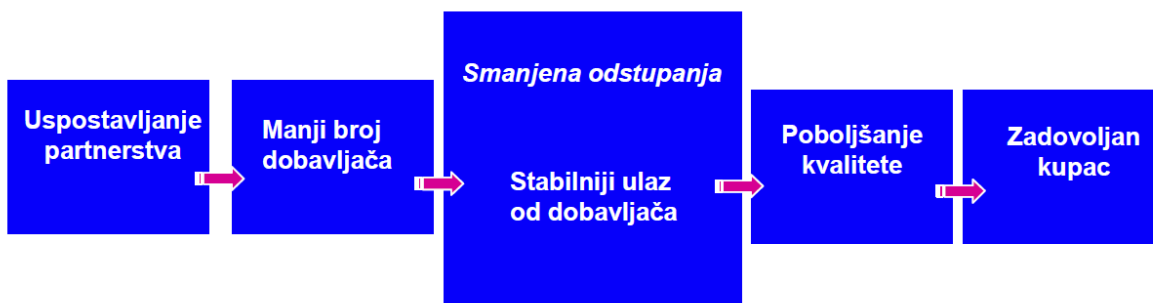 Uspostavljanje
partnerstva
Manji broj
dobavljača
Smanjena odstupanja
Stabilniji ulaz
od dobavljača
Poboljšanje
kvalitete
Zadovoljan
kupac